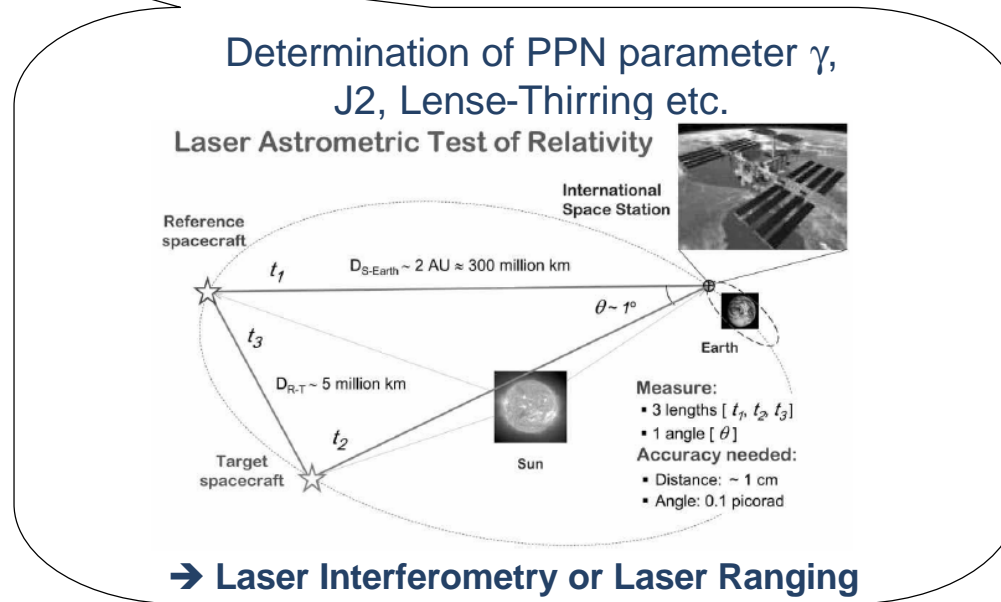 Determination of PPN parameter γ,
J2, Lense-Thirring etc.
Laser Astrometric Test of Relativity
International
Space Station
Reference
spacecraft
t₁
D_S-Earth ~ 2 AU ≈ 300 million km
θ ~ 1°
t₃
Earth
D_R-T ~ 5 million km
Measure:
▪ 3 lengths [ t₁, t₂, t₃]
▪ 1 angle [ θ ]
t₂
Sun
Accuracy needed:
Target
spacecraft
▪ Distance: ~ 1 cm
▪ Angle: 0.1 picorad
➔ Laser Interferometry or Laser Ranging